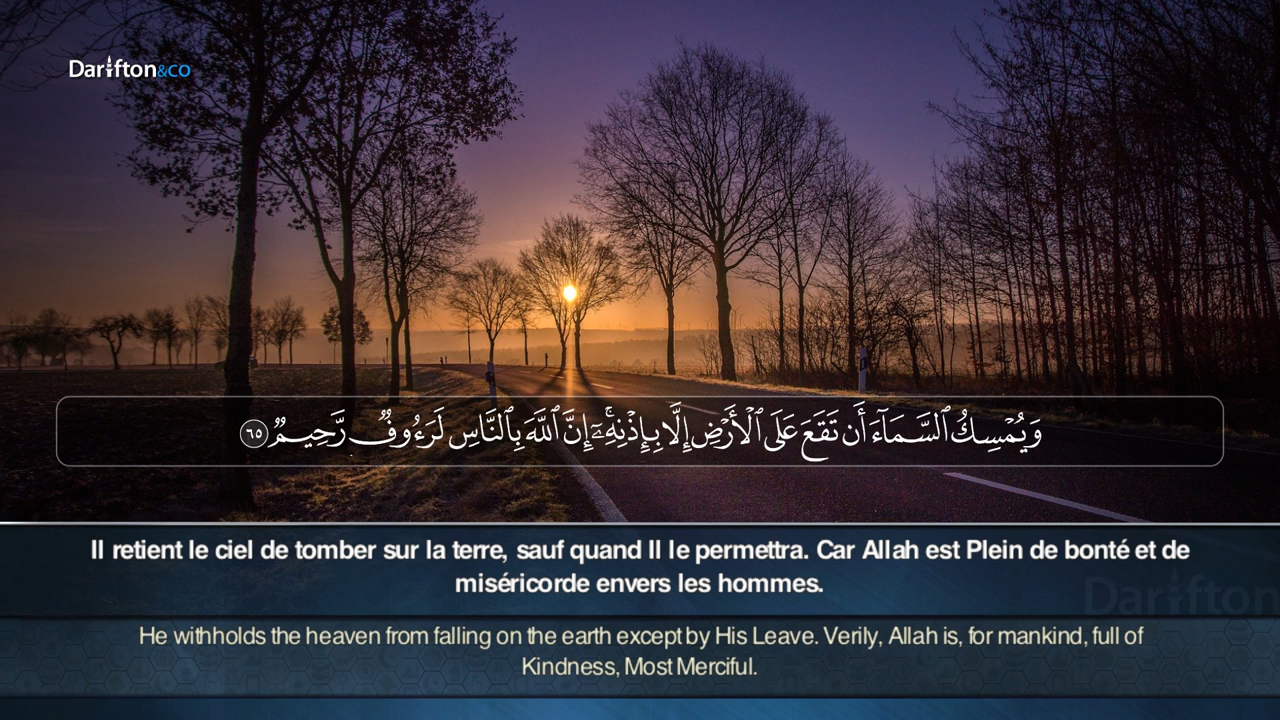 Darifton&co
وَيُمْسِكُ ٱلسَّمَآءَ أَن تَقَعَ عَلَى ٱلْأَرْضِ إِلَّا بِإِذْنِهِۦٓ ۚ إِنَّ ٱللَّهَ بِٱلنَّاسِ لَرَءُوفٌ رَّحِيمٌ ٦٥
Il retient le ciel de tomber sur la terre, sauf quand Il le permettra. Car Allah est Plein de bonté et de
miséricorde envers les hommes.
Darifton
He withholds the heaven from falling on the earth except by His Leave. Verily, Allah is, for mankind, full of
Kindness, Most Merciful.